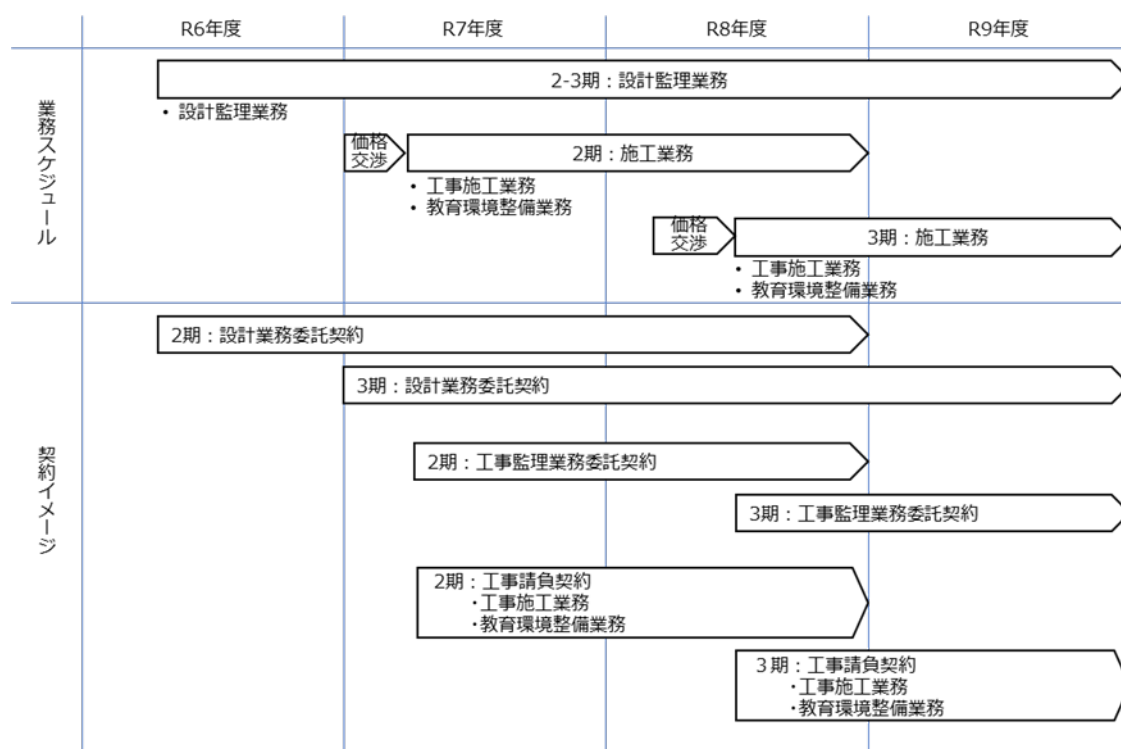 R6年度
R7年度
R8年度
R9年度
業務スケジュール
2-3期：設計監理業務
• 設計監理業務
価格
交渉
2期：施工業務
• 工事施工業務
• 教育環境整備業務
価格
交渉
3期：施工業務
• 工事施工業務
• 教育環境整備業務
契約イメージ
2期：設計業務委託契約
3期：設計業務委託契約
2期：工事監理業務委託契約
3期：工事監理業務委託契約
2期：工事請負契約
・工事施工業務
・教育環境整備業務
３期：工事請負契約
・工事施工業務
・教育環境整備業務